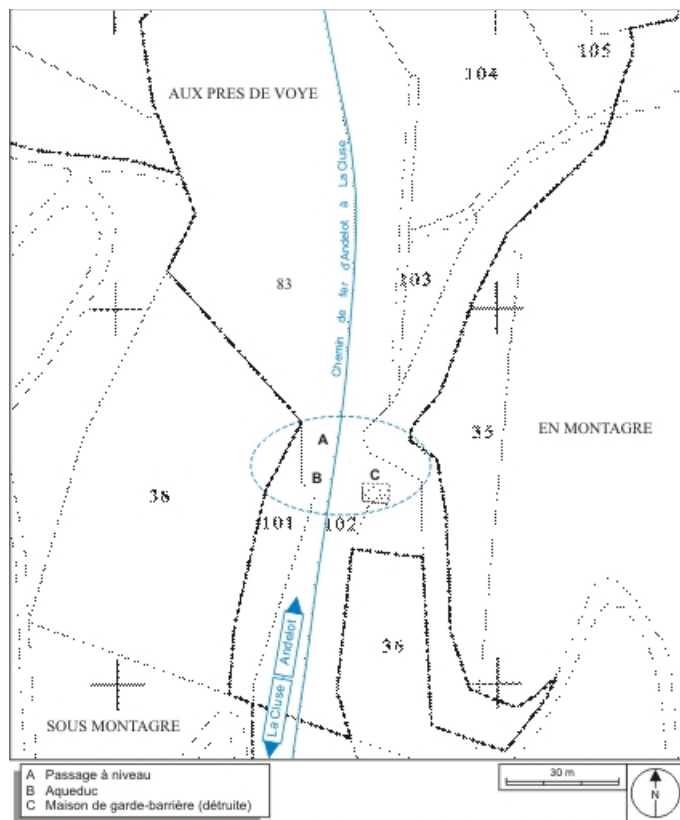 105
104
AUX PRES DE VOYE
Chemin de fer d'Andelot à La Cluse
83
103
35
EN MONTAGRE
A
B
C
38
101
102
36
La Cluse
Andelot
SOUS MONTAGRE
A Passage à niveau
B Aqueduc
C Maison de garde-barrière (détruite)
30 m
N